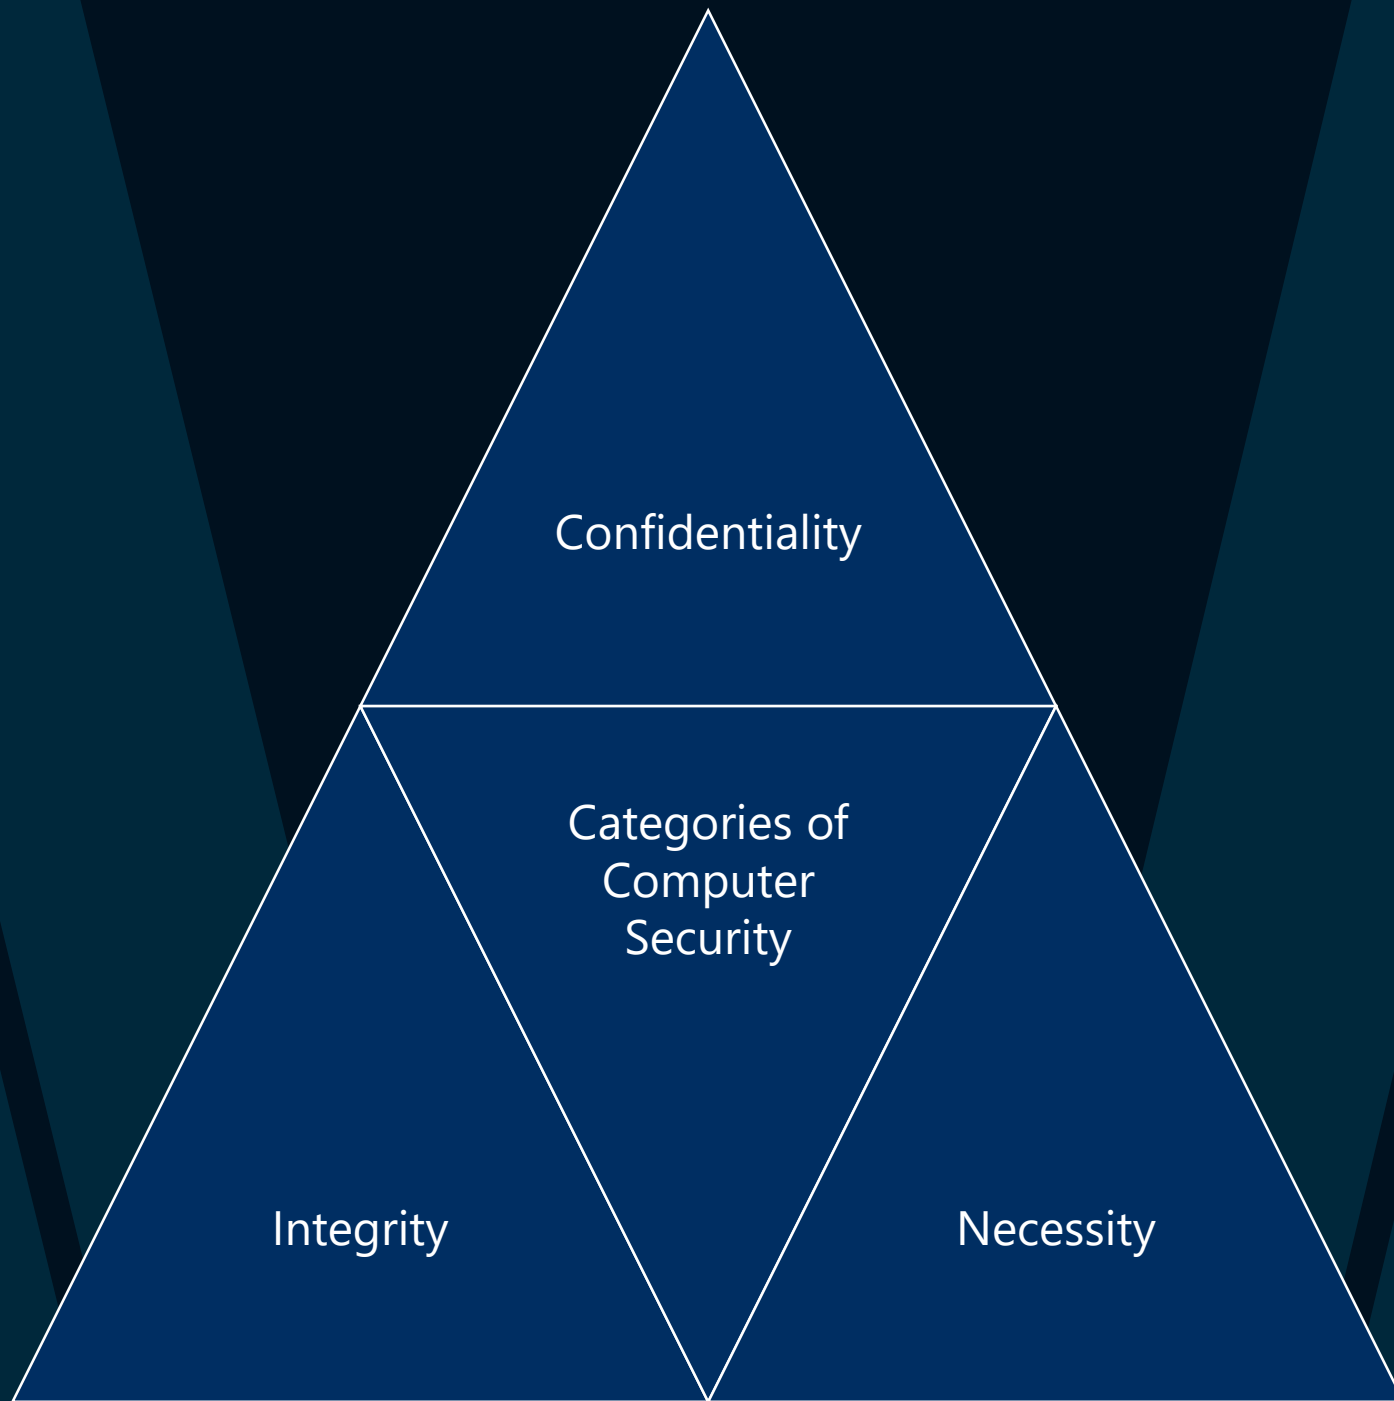 Confidentiality
Categories of
Computer
Security
Integrity
Necessity